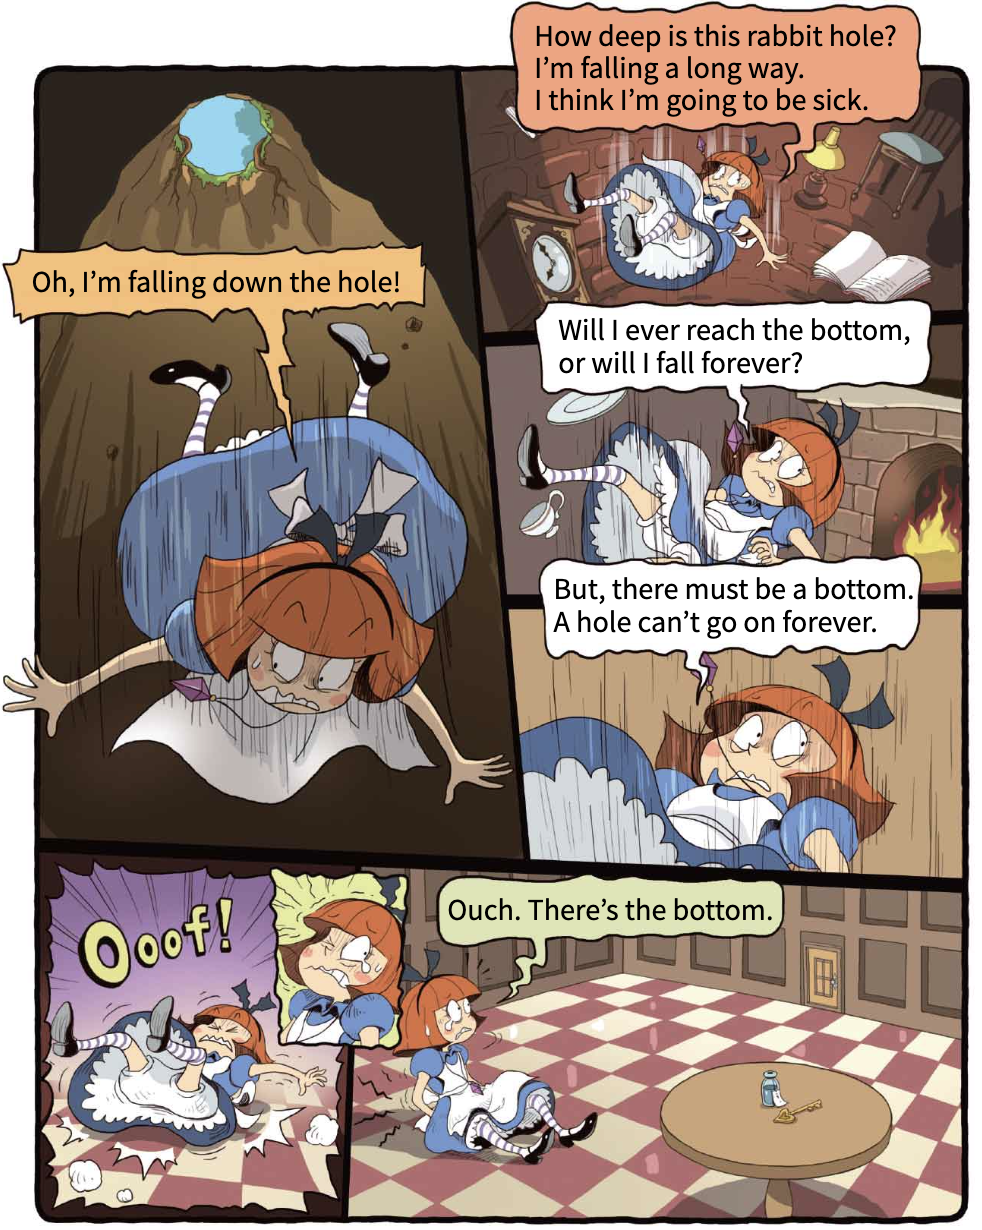 Oh, I'm falling down the hole!
How deep is this rabbit hole?
I'm falling a long way.
I think I'm going to be sick.
Will I ever reach the bottom,
or will I fall forever?
But, there must be a bottom.
A hole can't go on forever.
Ooof!
Ouch. There's the bottom.